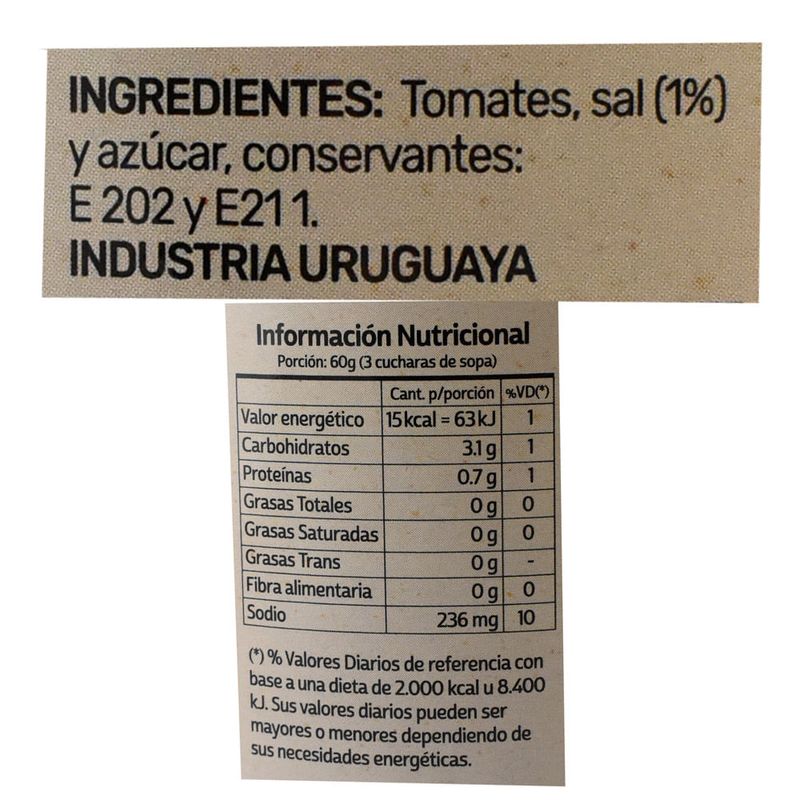 INGREDIENTES: Tomates, sal (1%)
y azúcar, conservantes:
E 202 y E211.
INDUSTRIA URUGUAYA
Información Nutricional
Porción: 60g (3 cucharas de sopa)
Cant. p/porción %VD(*)
Valor energético 15kcal = 63kJ 1
Carbohidratos 3.1 g 1
Proteínas 0.7 g 1
Grasas Totales 0 g 0
Grasas Saturadas 0 g 0
Grasas Trans 0 g -
Fibra alimentaria 0 g 0
Sodio 236 mg 10
(*) % Valores Diarios de referencia con
base a una dieta de 2.000 kcal u 8.400
kJ. Sus valores diarios pueden ser
mayores o menores dependiendo de
sus necesidades energéticas.